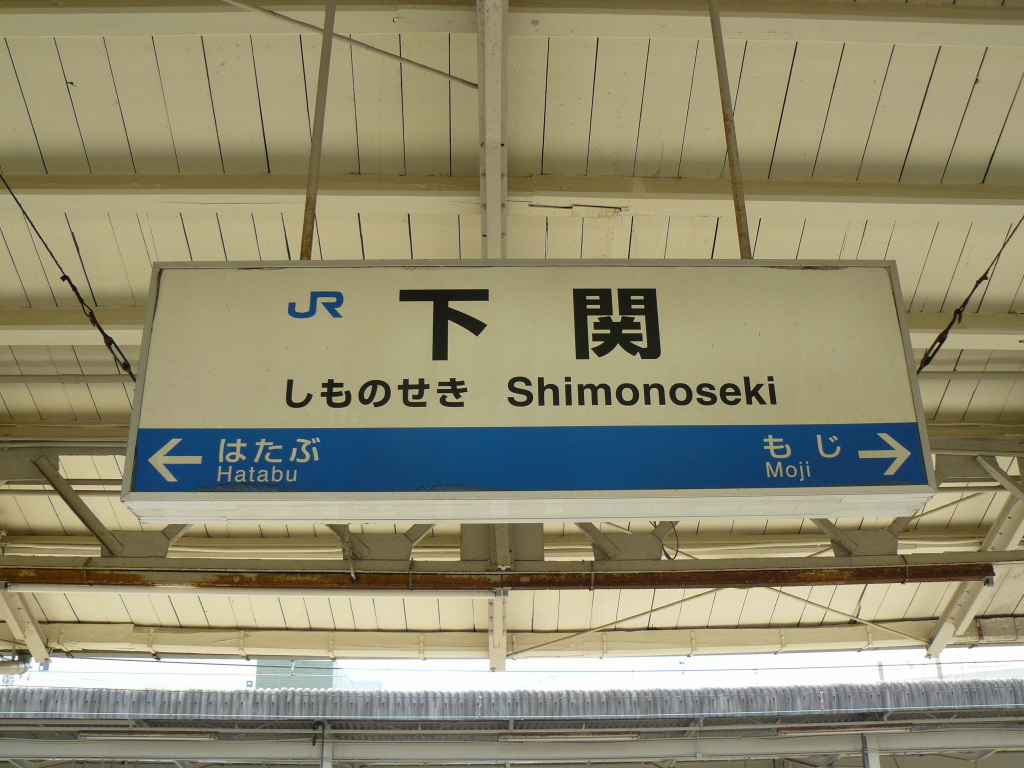 JR 下関
しものせき Shimonoseki
← はたぶ
Hatabu
もじ →
Moji